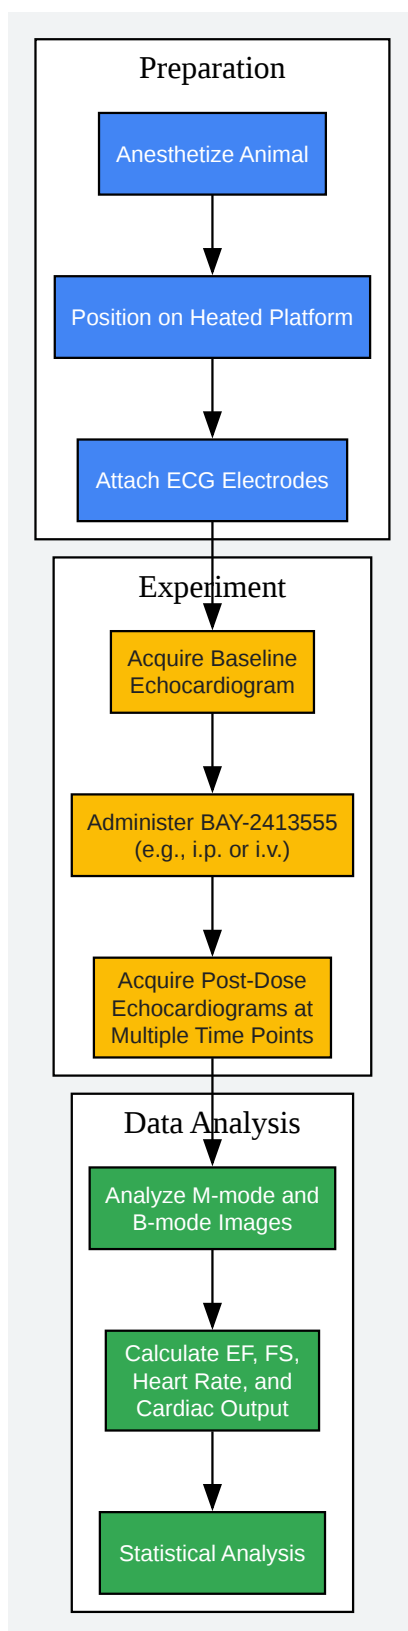 Preparation
Anesthetize Animal
Position on Heated Platform
Attach ECG Electrodes
Experiment
Acquire Baseline
Echocardiogram
Administer BAY-2413555
(e.g., i.p. or i.v.)
Acquire Post-Dose
Echocardiograms at
Multiple Time Points
Data Analysis
Analyze M-mode and
B-mode Images
Calculate EF, FS,
Heart Rate, and
Cardiac Output
Statistical Analysis